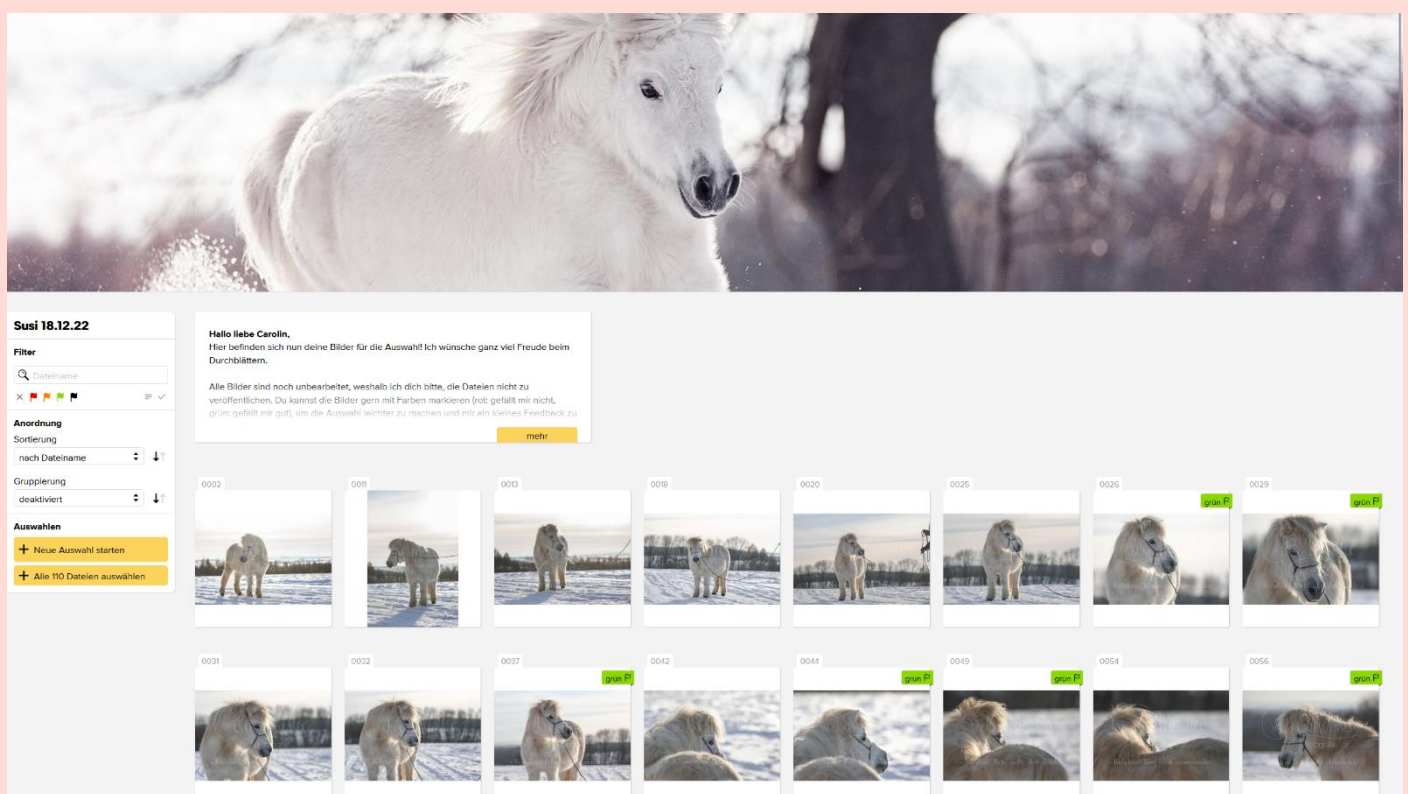 Susi 18.12.22
Filter
Dateiname
Anordnung
Sortierung
nach Dateiname
Gruppierung
deaktiviert
Auswahlen
+ Neue Auswahl starten
+ Alle 110 Dateien auswählen
Hallo liebe Carolin,
Hier befinden sich nun deine Bilder für die Auswahl! Ich wünsche ganz viel Freude beim
Durchblättern.
Alle Bilder sind noch unbearbeitet, weshalb ich dich bitte, die Dateien nicht zu
veröffentlichen. Du kannst die Bilder gern mit Farben markieren (rot: gefällt mir nicht,
grün: gefällt mir gut), um die Auswahl leichter zu machen und mir ein kleines Feedback zu
mehr
0002 0011 0013 0018 0020 0025 0026 0029
grün grün
0031 0032 0037 0042 0044 0049 0054 0056
grün grün grün grün